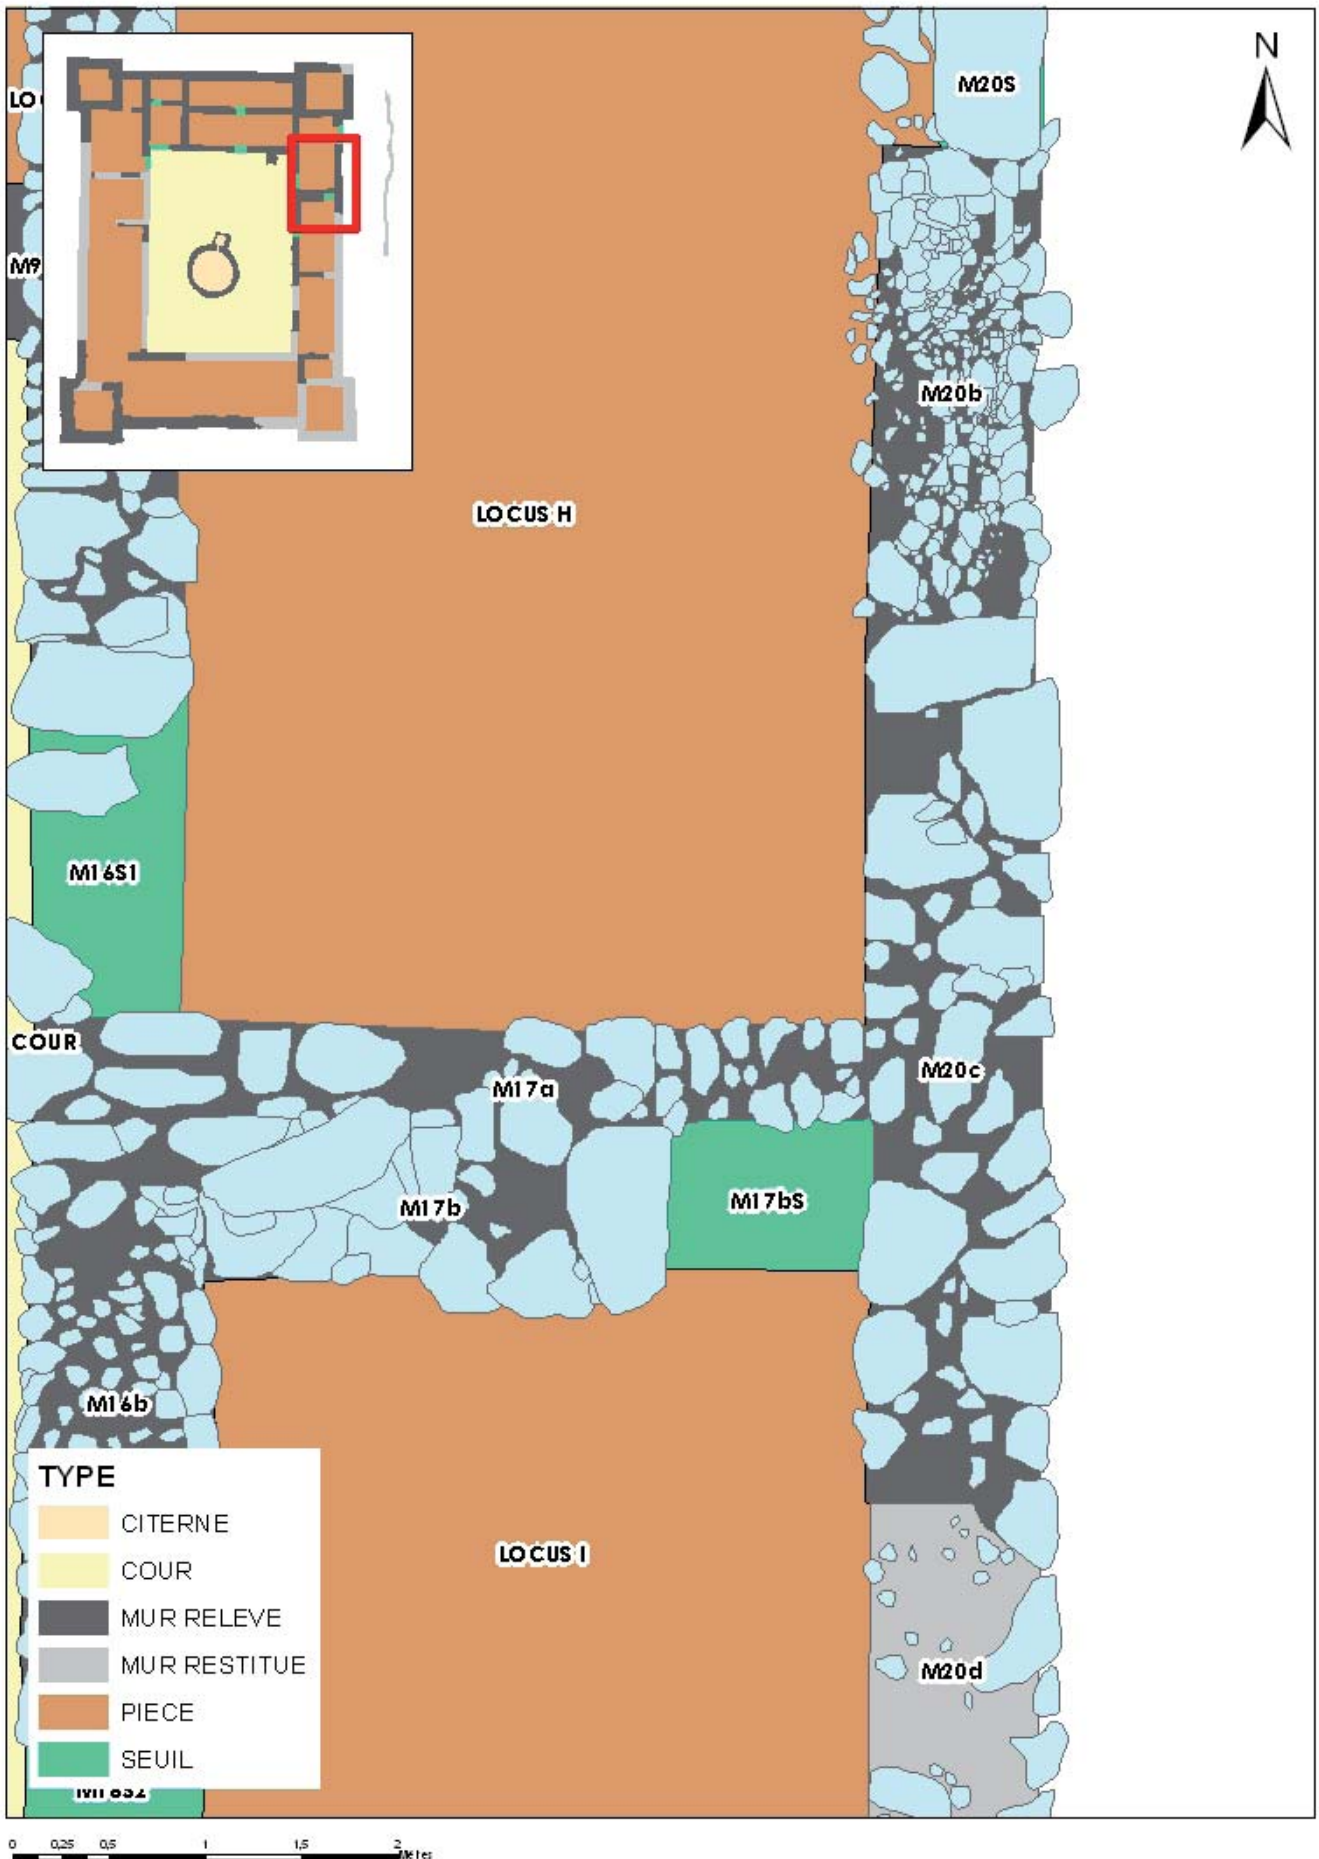 N
M20S
LO
M9
M20b
LOCUS H
M16S1
COUR
M20c
M17a
M17b
M17bS
M16b
LOCUS I
M20d
TYPE
CITERNE
COUR
MUR RELEVE
MUR RESTITUE
PIECE
SEUIL
0 0,25 0,5 1 1,5 2
Mètres